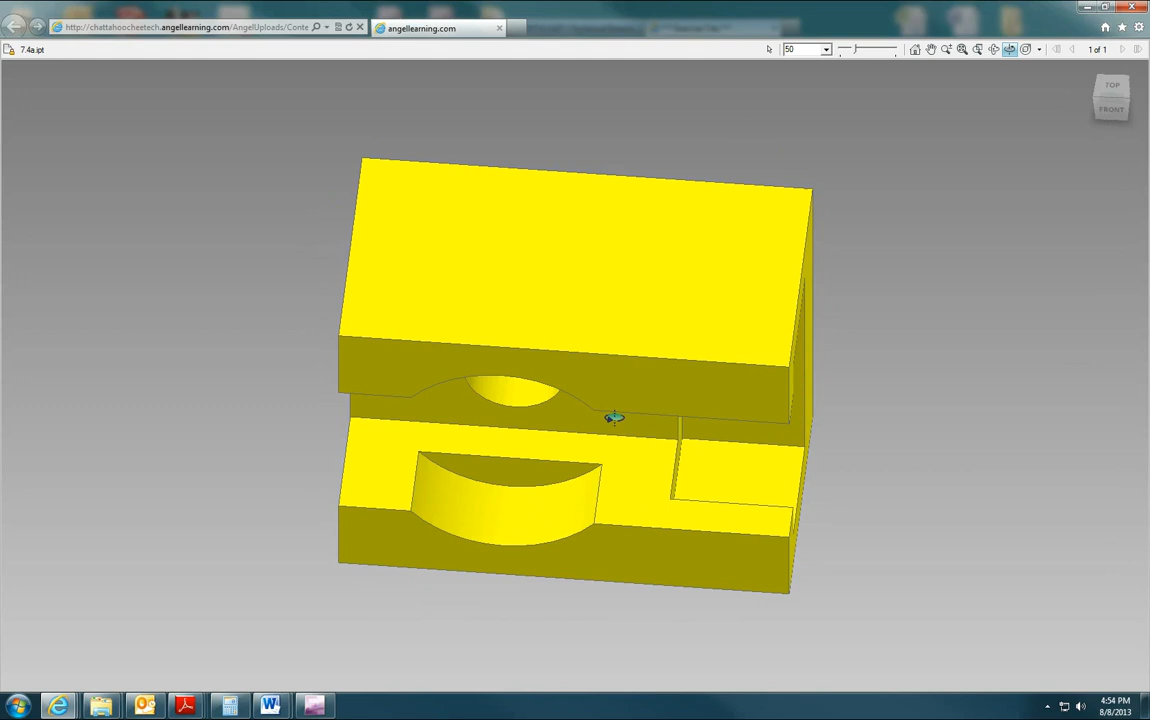 http://chattahoocheetech.angellearning.com/AngelUploads/Conte
angellearning.com
7.4a.ipt
50
1 of 1
TOP
FRONT
4:54 PM
8/8/2013